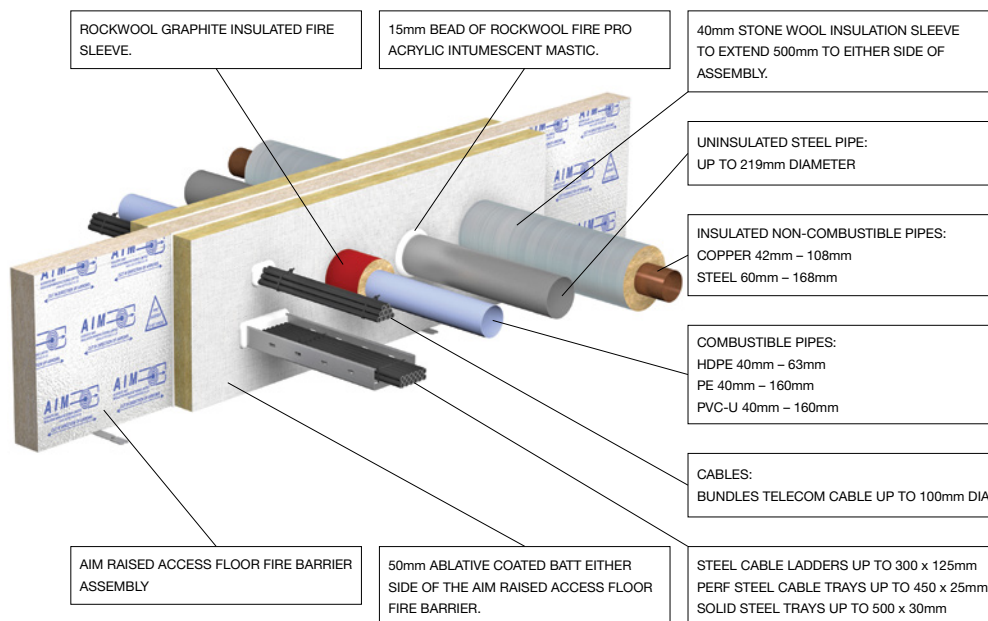 ROCKWOOL GRAPHITE INSULATED FIRE
SLEEVE.
15mm BEAD OF ROCKWOOL FIRE PRO
ACRYLIC INTUMESCENT MASTIC.
40mm STONE WOOL INSULATION SLEEVE
TO EXTEND 500mm TO EITHER SIDE OF
ASSEMBLY.
UNINSULATED STEEL PIPE:
UP TO 219mm DIAMETER
INSULATED NON-COMBUSTIBLE PIPES:
COPPER 42mm – 108mm
STEEL 60mm – 168mm
COMBUSTIBLE PIPES:
HDPE 40mm – 63mm
PE 40mm – 160mm
PVC-U 40mm – 160mm
CABLES:
BUNDLES TELECOM CABLE UP TO 100mm DIA
STEEL CABLE LADDERS UP TO 300 x 125mm
PERF STEEL CABLE TRAYS UP TO 450 x 25mm
SOLID STEEL TRAYS UP TO 500 x 30mm
AIM RAISED ACCESS FLOOR FIRE BARRIER
ASSEMBLY
50mm ABLATIVE COATED BATT EITHER
SIDE OF THE AIM RAISED ACCESS FLOOR
FIRE BARRIER.
AIM
AIM
AIM
AIM
AIM
AIM
AIM